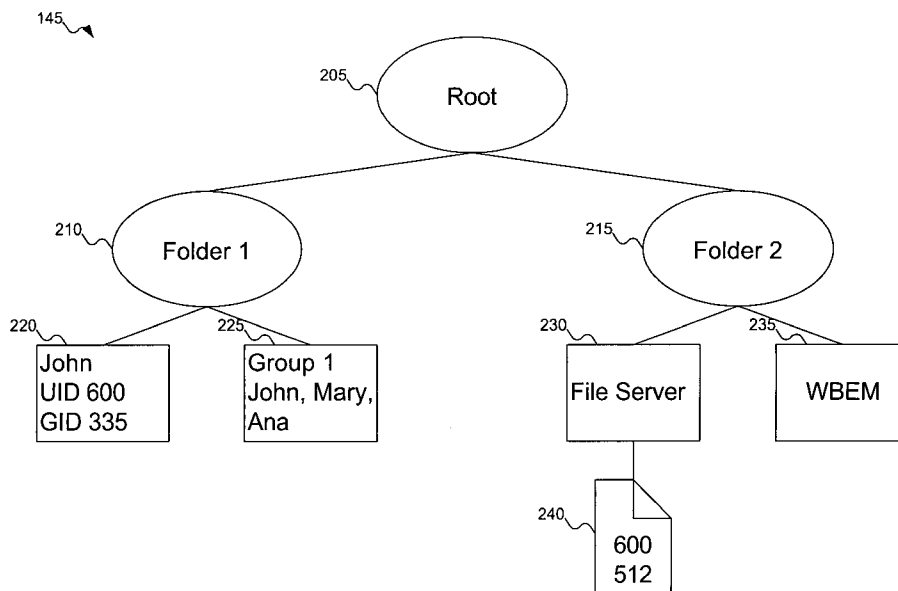 145
205
Root
210
Folder 1
215
Folder 2
220
225
230
235
John
UID 600
GID 335
Group 1
John, Mary,
Ana
File Server
WBEM
240
600
512